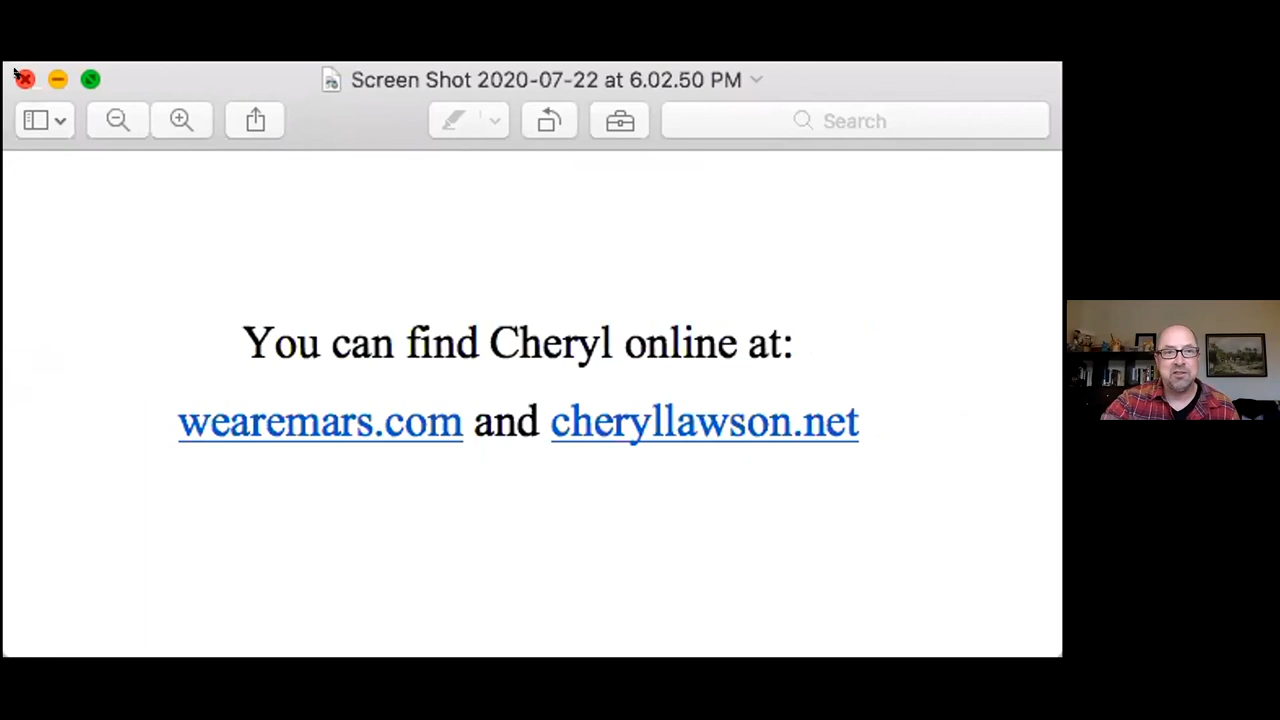 Screen Shot 2020-07-22 at 6.02.50 PM
Search
You can find Cheryl online at:
wearemars.com and cheryllawson.net